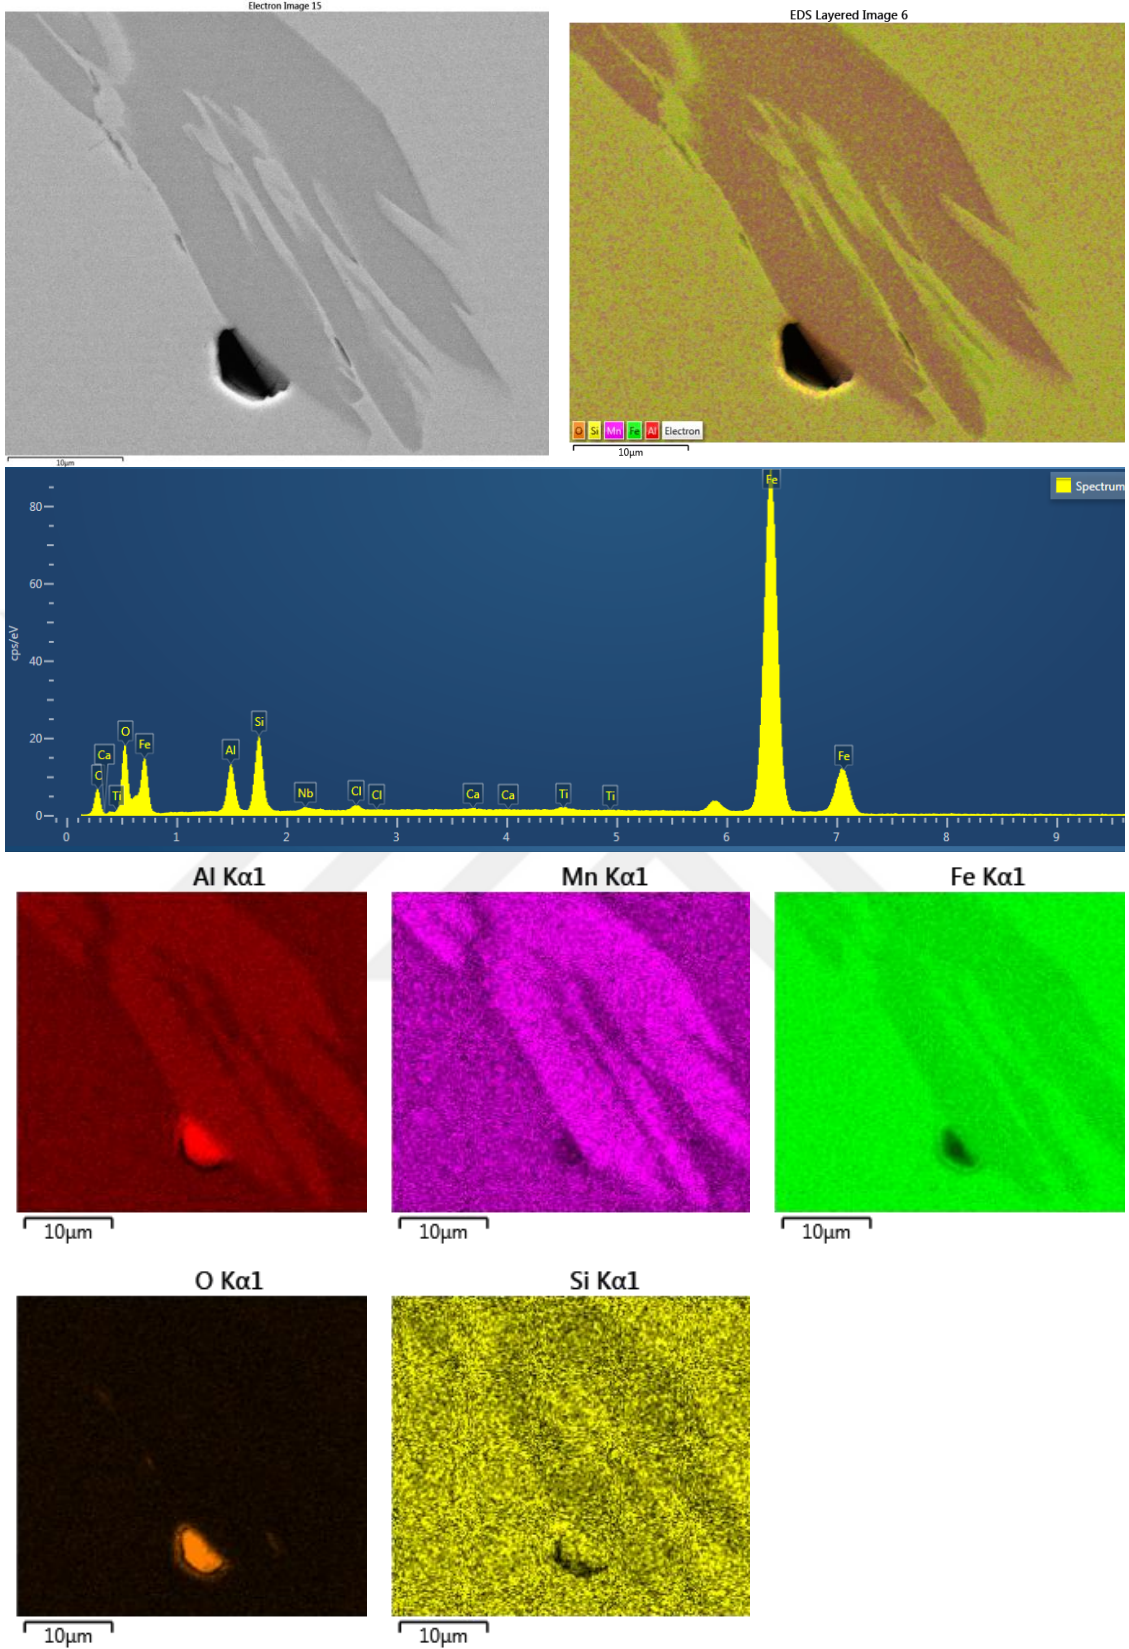 Electron Image 15
EDS Layered Image 6
10µm
O Si Mn Fe Al Electron
10µm
Spectrum
cps/eV
80
60
40
20
0
C Ca Ti O Fe Al Si Nb Cl Cl Ca Ca Ti Ti Fe Fe
0 1 2 3 4 5 6 7 8 9
Al Kα1
Mn Kα1
Fe Kα1
10µm
10µm
10µm
O Kα1
Si Kα1
10µm
10µm